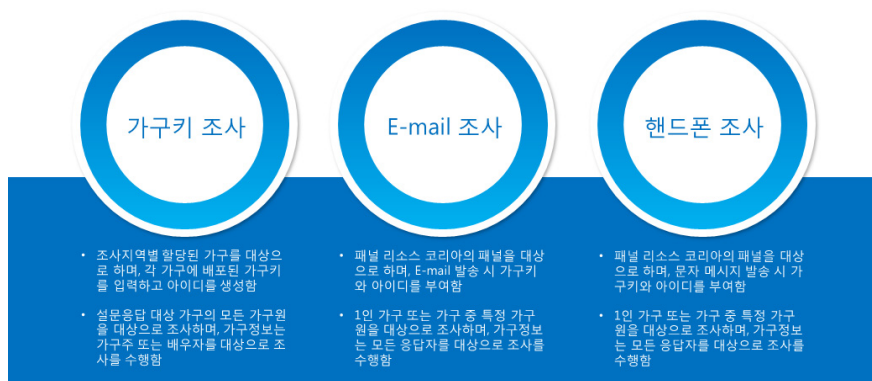 가구키 조사
E-mail 조사
핸드폰 조사
• 조사지역별 할당된 가구를 대상으
로 하며, 각 가구에 배포된 가구키
를 입력하고 아이디를 생성함
• 설문응답 대상 가구의 모든 가구원
을 대상으로 조사하며, 가구정보는
가구주 또는 배우자를 대상으로 조
사를 수행함
• 패널 리소스 코리아의 패널을 대상
으로 하며, E-mail 발송 시 가구키
와 아이디를 부여함
• 1인 가구 또는 가구 중 특정 가구
원을 대상으로 조사하며, 가구정보
는 모든 응답자를 대상으로 조사를
수행함
• 패널 리소스 코리아의 패널을 대상
으로 하며, 문자 메시지 발송 시 가
구키와 아이디를 부여함
• 1인 가구 또는 가구 중 특정 가구
원을 대상으로 조사하며, 가구정보
는 모든 응답자를 대상으로 조사를
수행함